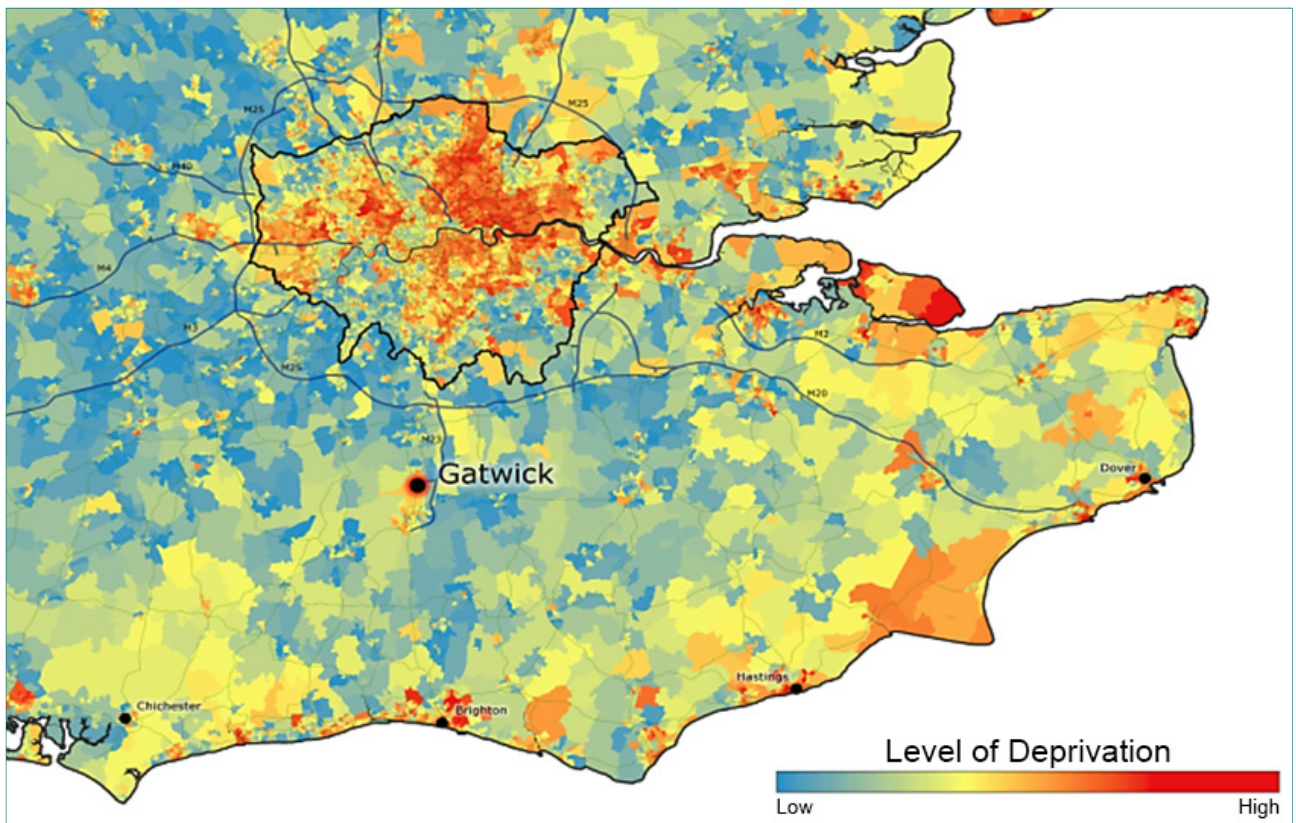 M25
M25
M40
M4
M3
M25
M2
M20
M23
Gatwick
Dover
Hastings
Chichester
Brighton
Level of Deprivation
Low
High